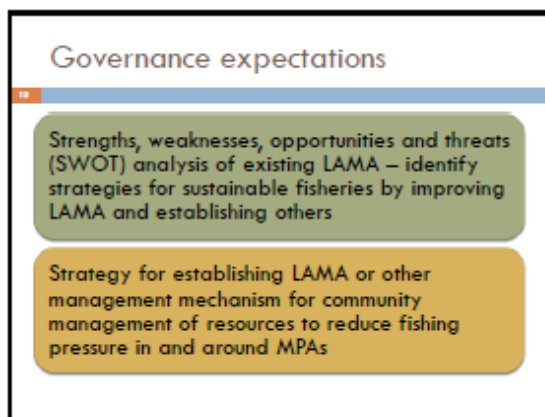 Governance expectations
18
Strengths, weaknesses, opportunities and threats
(SWOT) analysis of existing LAMA – identify
strategies for sustainable fisheries by improving
LAMA and establishing others
Strategy for establishing LAMA or other
management mechanism for community
management of resources to reduce fishing
pressure in and around MPAs